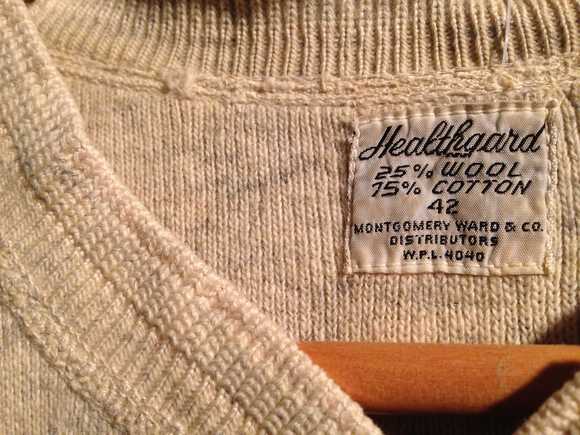 Healthgard
25% WOOL
75% COTTON
42
MONTGOMERY WARD & CO.
DISTRIBUTORS
W.P.L. 4040